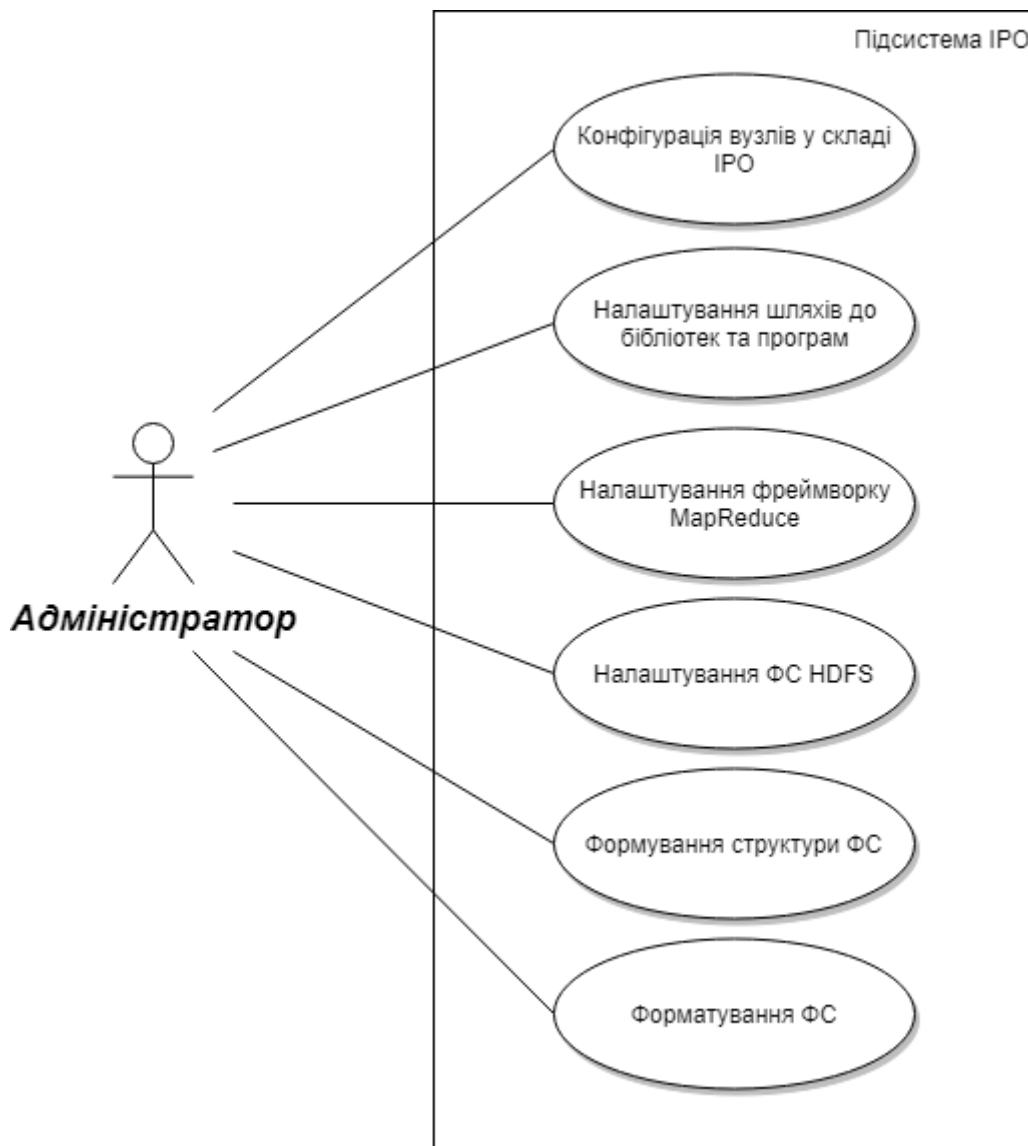 Підсистема ІРО
Конфігурація вузлів у складі
ІРО
Налаштування шляхів до
бібліотек та програм
Налаштування фреймворку
MapReduce
Адміністратор
Налаштування ФС HDFS
Формування структури ФС
Форматування ФС